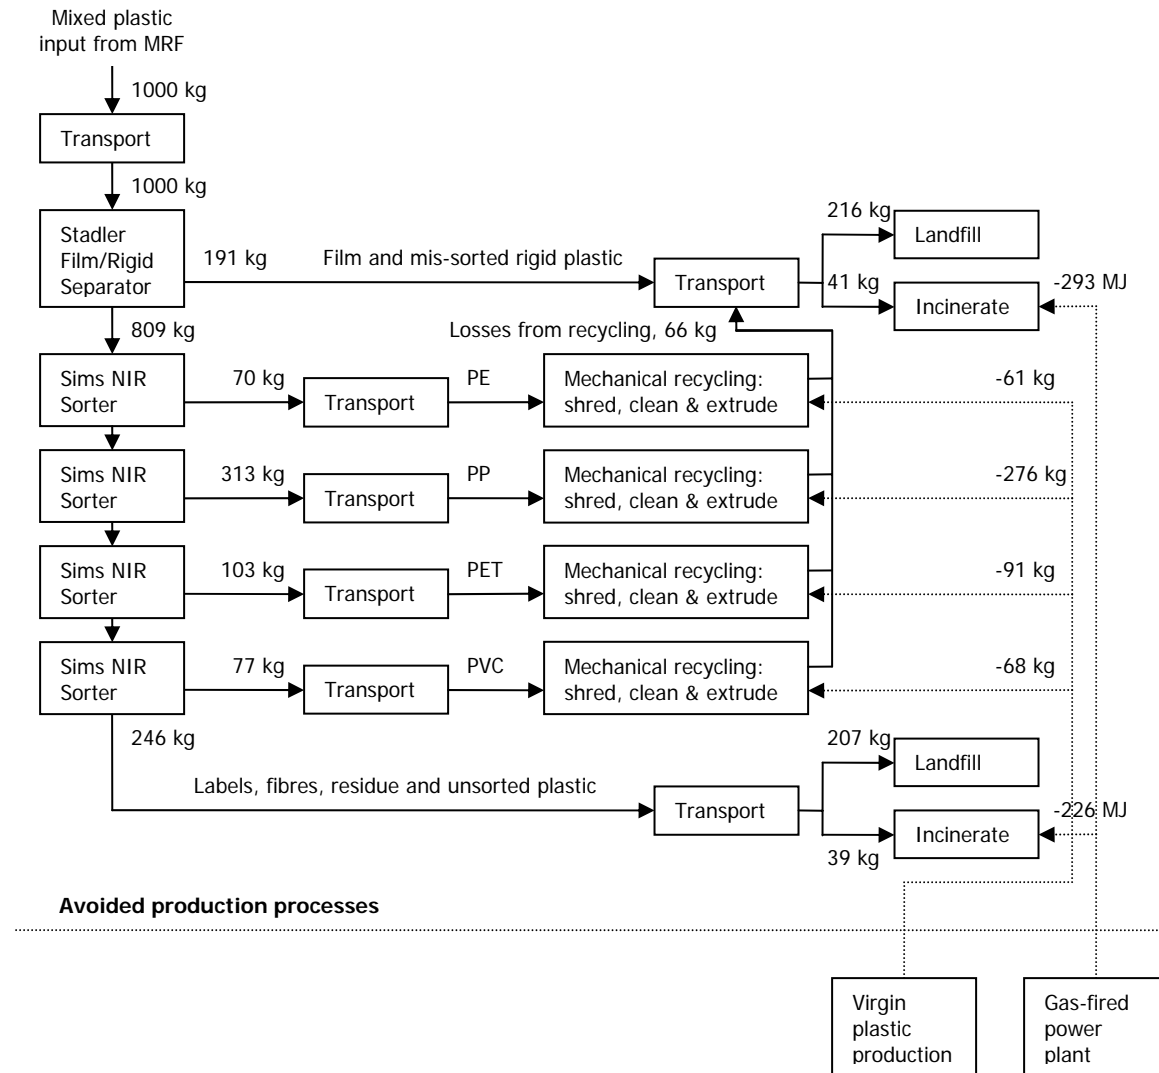 Mixed plastic
input from MRF
1000 kg
Transport
1000 kg
Stadler
Film/Rigid
Separator
191 kg
Film and mis-sorted rigid plastic
Transport
216 kg
Landfill
41 kg
Incinerate
-293 MJ
809 kg
Losses from recycling, 66 kg
Sims NIR
Sorter
70 kg
Transport
PE
Mechanical recycling:
shred, clean & extrude
-61 kg
Sims NIR
Sorter
313 kg
Transport
PP
Mechanical recycling:
shred, clean & extrude
-276 kg
Sims NIR
Sorter
103 kg
Transport
PET
Mechanical recycling:
shred, clean & extrude
-91 kg
Sims NIR
Sorter
77 kg
Transport
PVC
Mechanical recycling:
shred, clean & extrude
-68 kg
246 kg
Labels, fibres, residue and unsorted plastic
Transport
207 kg
Landfill
-226 MJ
Incinerate
39 kg
Avoided production processes
Virgin
plastic
production
Gas-fired
power
plant